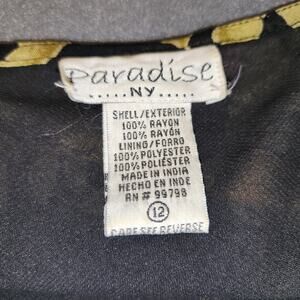 Paradise
.....NY.....
SHELL/EXTERIOR
100% RAYON
100% RAYÓN
LINING/FORRO
100% POLYESTER
100% POLIÉSTER
MADE IN INDIA
HECHO EN INDE
RN # 99798
12
CARE SEE REVERSE